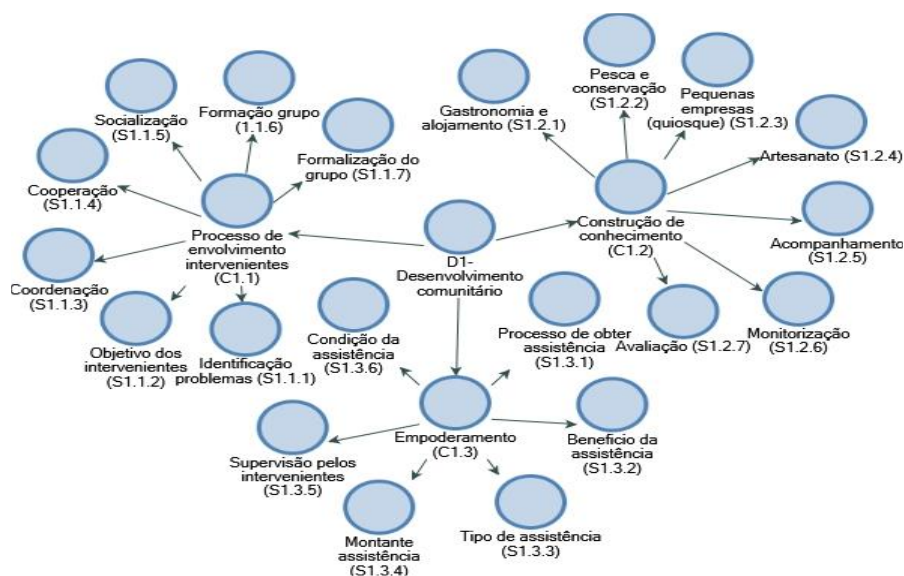 Socialização
(S1.1.5)
Formação grupo
(1.1.6)
Formalização do
grupo (S1.1.7)
Cooperação
(S1.1.4)
Processo de
envolvimento
intervenientes
(C1.1)
Coordenação
(S1.1.3)
Objetivo dos
intervenientes
(S1.1.2)
Identificação
problemas (S1.1.1)
Gastronomia e
alojamento (S1.2.1)
Pesca e
conservação
(S1.2.2)
Pequenas
empresas
(quiosque) (S1.2.3)
Artesanato (S1.2.4)
Construção de
conhecimento
(C1.2)
Acompanhamento
(S1.2.5)
Monitorização
(S1.2.6)
Avaliação (S1.2.7)
D1-
Desenvolvimento
comunitário
Condição da
assistência
(S1.3.6)
Processo de obter
assistência
(S1.3.1)
Empoderamento
(C1.3)
Beneficio da
assistência
(S1.3.2)
Supervisão pelos
intervenientes
(S1.3.5)
Montante
assistência
(S1.3.4)
Tipo de assistência
(S1.3.3)